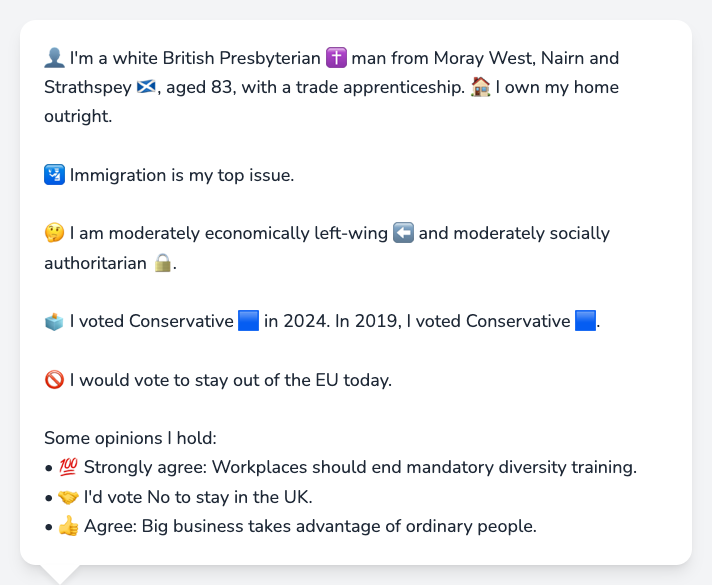 👤 I'm a white British Presbyterian ✝️ man from Moray West, Nairn and
Strathspey 🏴󠁧󠁢󠁳󠁣󠁴󠁿, aged 83, with a trade apprenticeship. 🏠 I own my home
outright.
🛂 Immigration is my top issue.
🤔 I am moderately economically left-wing ⬅️ and moderately socially
authoritarian 🔒.
🗳️ I voted Conservative 🟦 in 2024. In 2019, I voted Conservative 🟦.
🚫 I would vote to stay out of the EU today.
Some opinions I hold:
• 💯 Strongly agree: Workplaces should end mandatory diversity training.
• 🤝 I'd vote No to stay in the UK.
• 👍 Agree: Big business takes advantage of ordinary people.